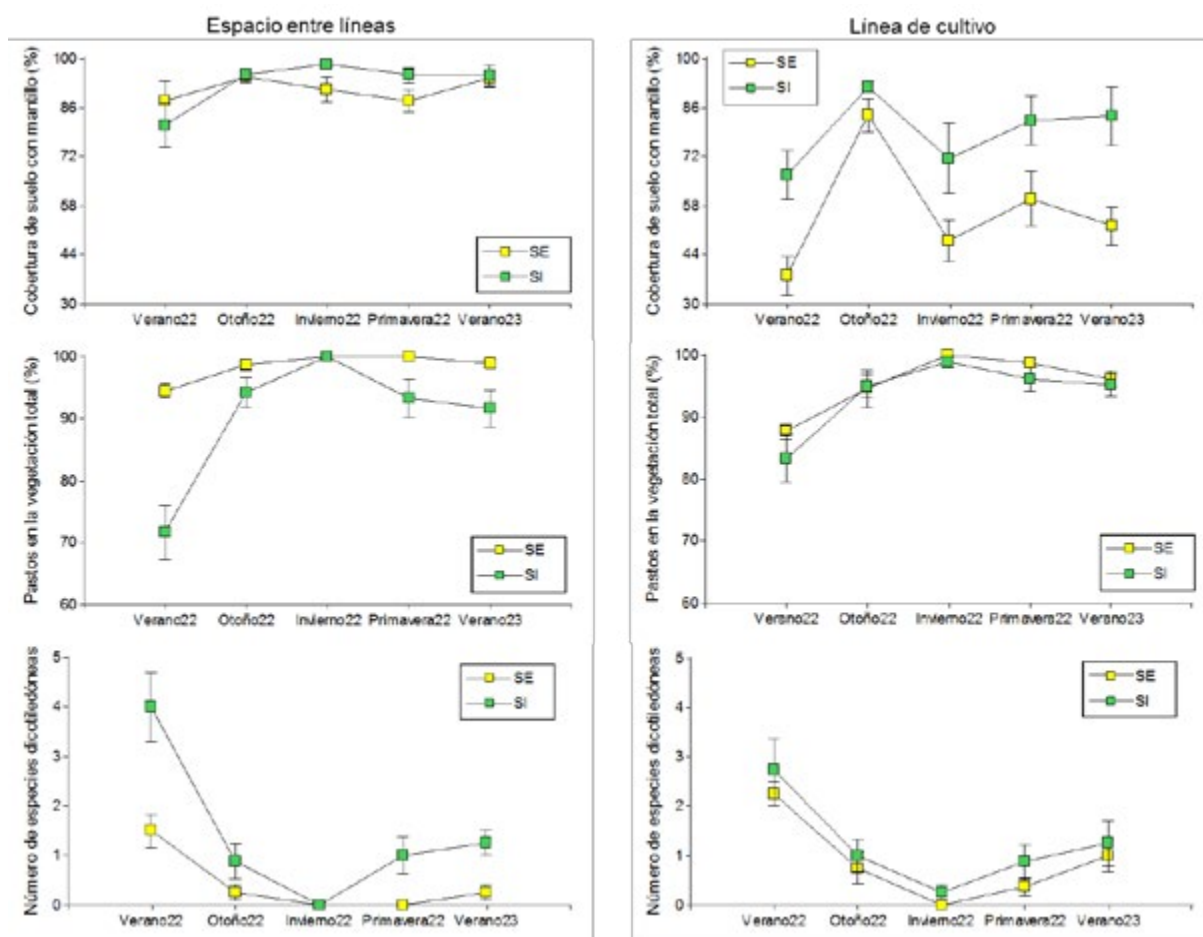 Espacio entre líneas
Línea de cultivo
Cobertura de suelo con mantillo (%)
100
86
72
58
44
30
SE
SI
Verano22
Otoño22
Invierno22
Primavera22
Verano23
Cobertura de suelo con mantillo (%)
100
86
72
58
44
30
SE
SI
Verano22
Otoño22
Invierno22
Primavera22
Verano23
Pastos en la vegetación total (%)
100
90
80
70
60
SE
SI
Verano22
Otoño22
Invierno22
Primavera22
Verano23
Pastos en la vegetación total (%)
100
90
80
70
60
SE
SI
Verano22
Otoño22
Invierno22
Primavera22
Verano23
Número de especies dicotiledóneas
5
4
3
2
1
0
SE
SI
Verano22
Otoño22
Invierno22
Primavera22
Verano23
Número de especies dicotiledóneas
5
4
3
2
1
0
SE
SI
Verano22
Otoño22
Invierno22
Primavera22
Verano23